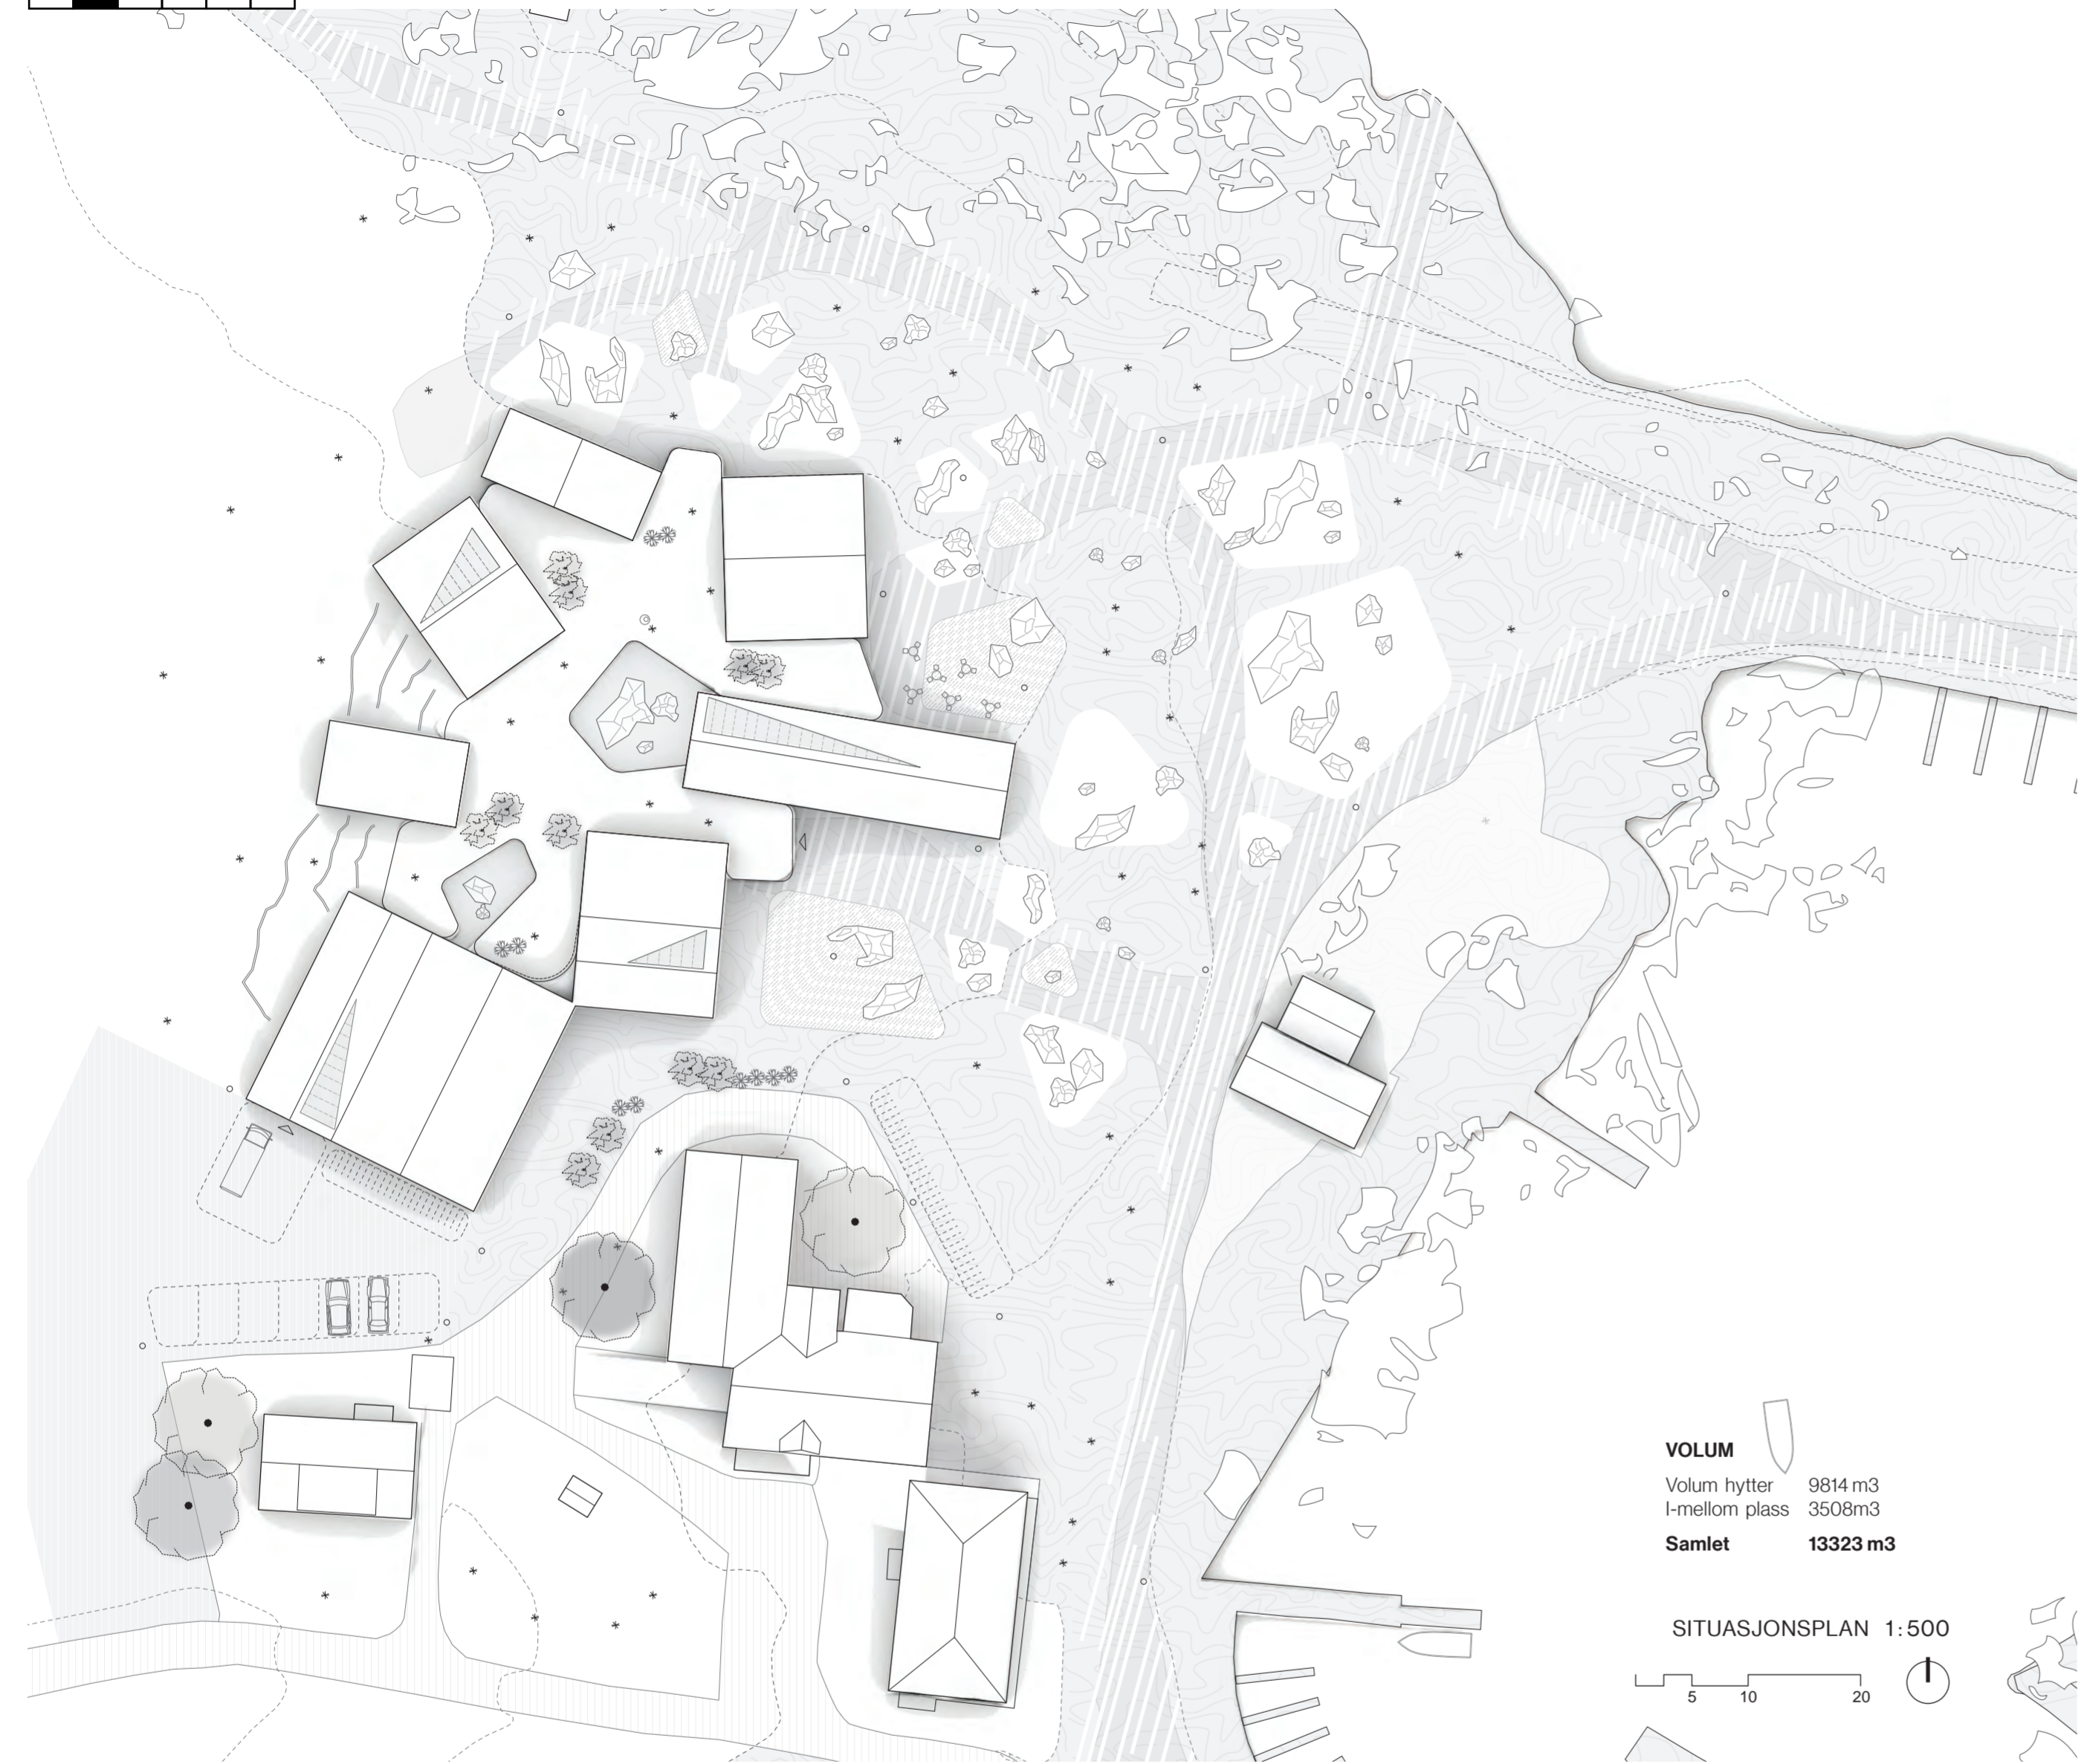 VOLUM
Volum hytter 9814 m3
I-mellom plass 3508m3
Samlet 13323 m3
SITUASJONSPLAN 1:500
5 10 20